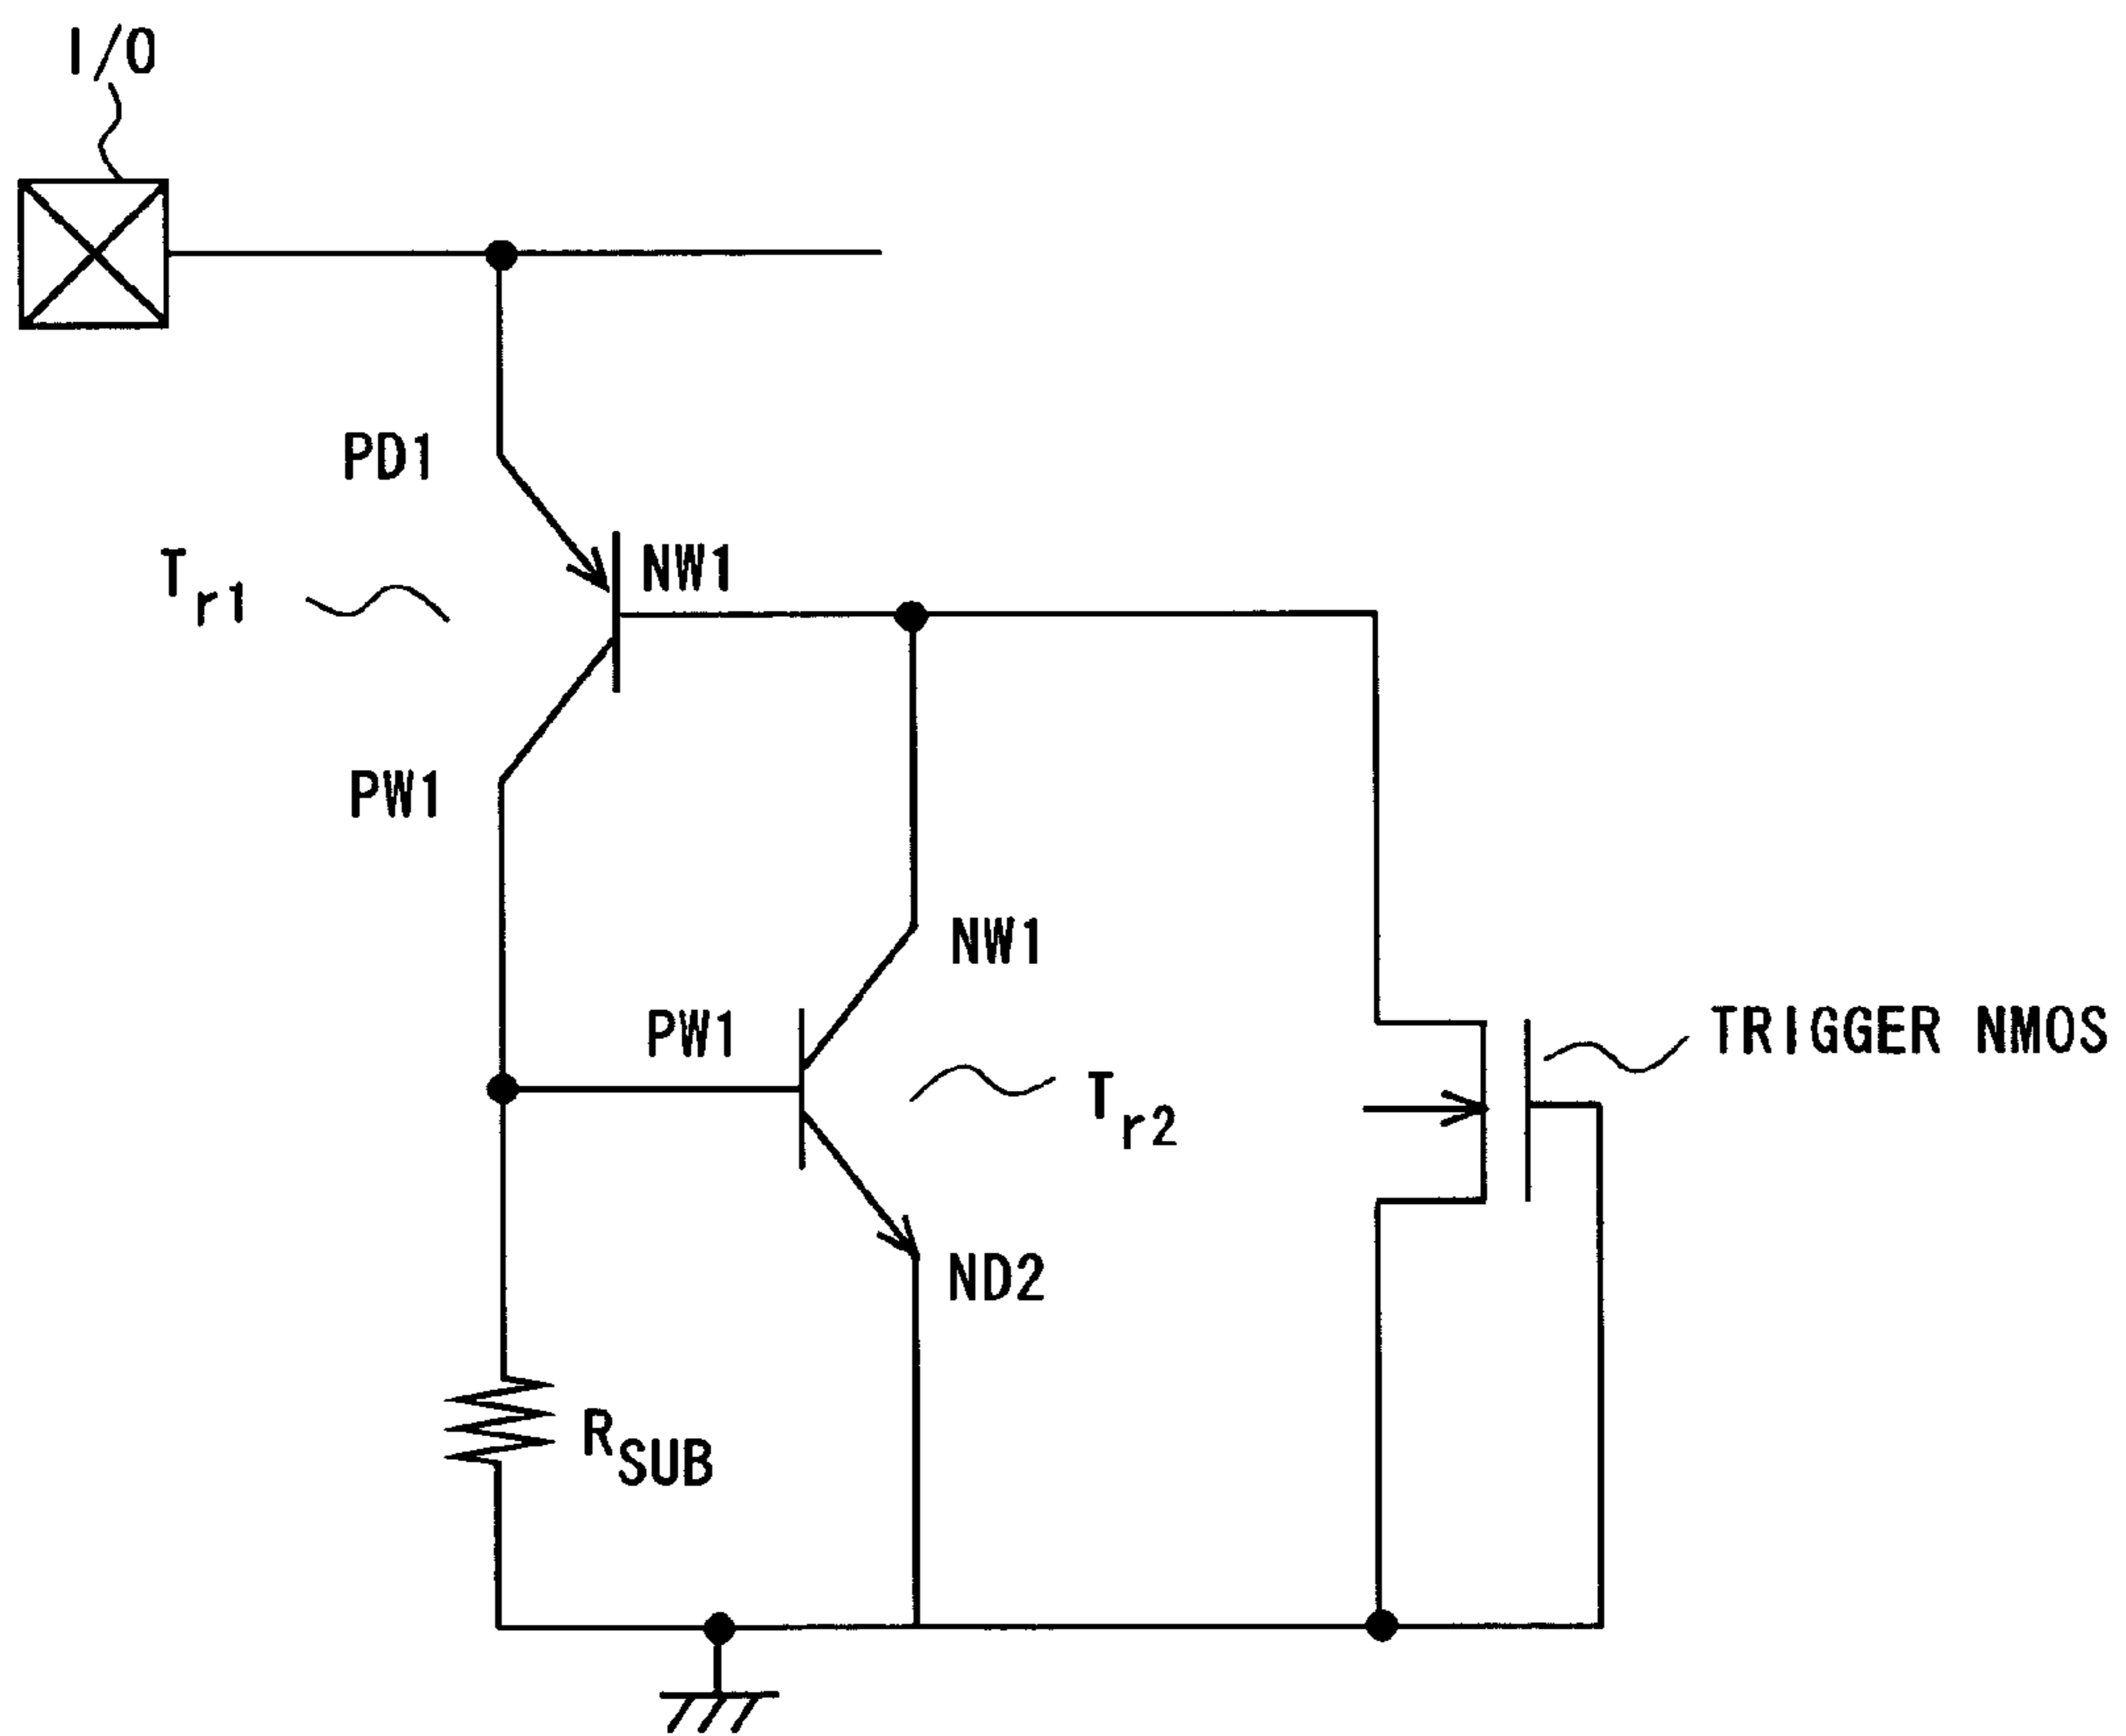 I/O
PD1
Tr1
NW1
PW1
NW1
PW1
TRIGGER NMOS
Tr2
ND2
RSUB